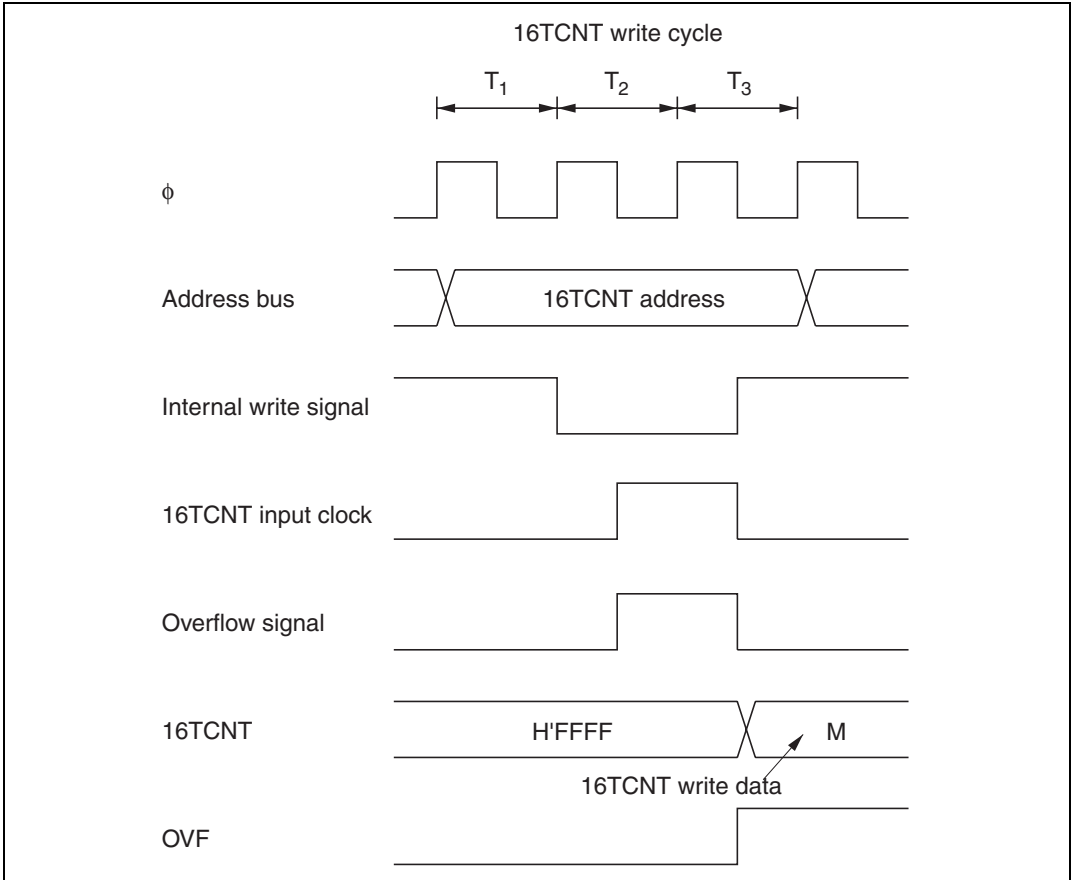 16TCNT write cycle
T1 T2 T3
φ
Address bus
16TCNT address
Internal write signal
16TCNT input clock
Overflow signal
16TCNT
H'FFFF
M
16TCNT write data
OVF